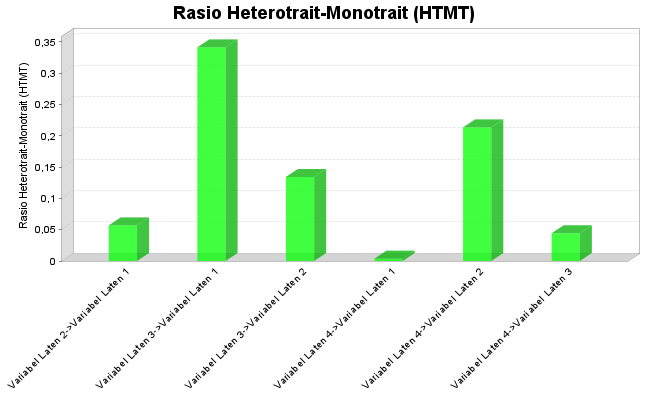 Rasio Heterotrait-Monotrait (HTMT)
Rasio Heterotrait-Monotrait (HTMT)
0,35
0,3
0,25
0,2
0,15
0,1
0,05
0
Variabel Laten 2->Variabel Laten 1
Variabel Laten 3->Variabel Laten 1
Variabel Laten 3->Variabel Laten 2
Variabel Laten 4->Variabel Laten 1
Variabel Laten 4->Variabel Laten 2
Variabel Laten 4->Variabel Laten 3